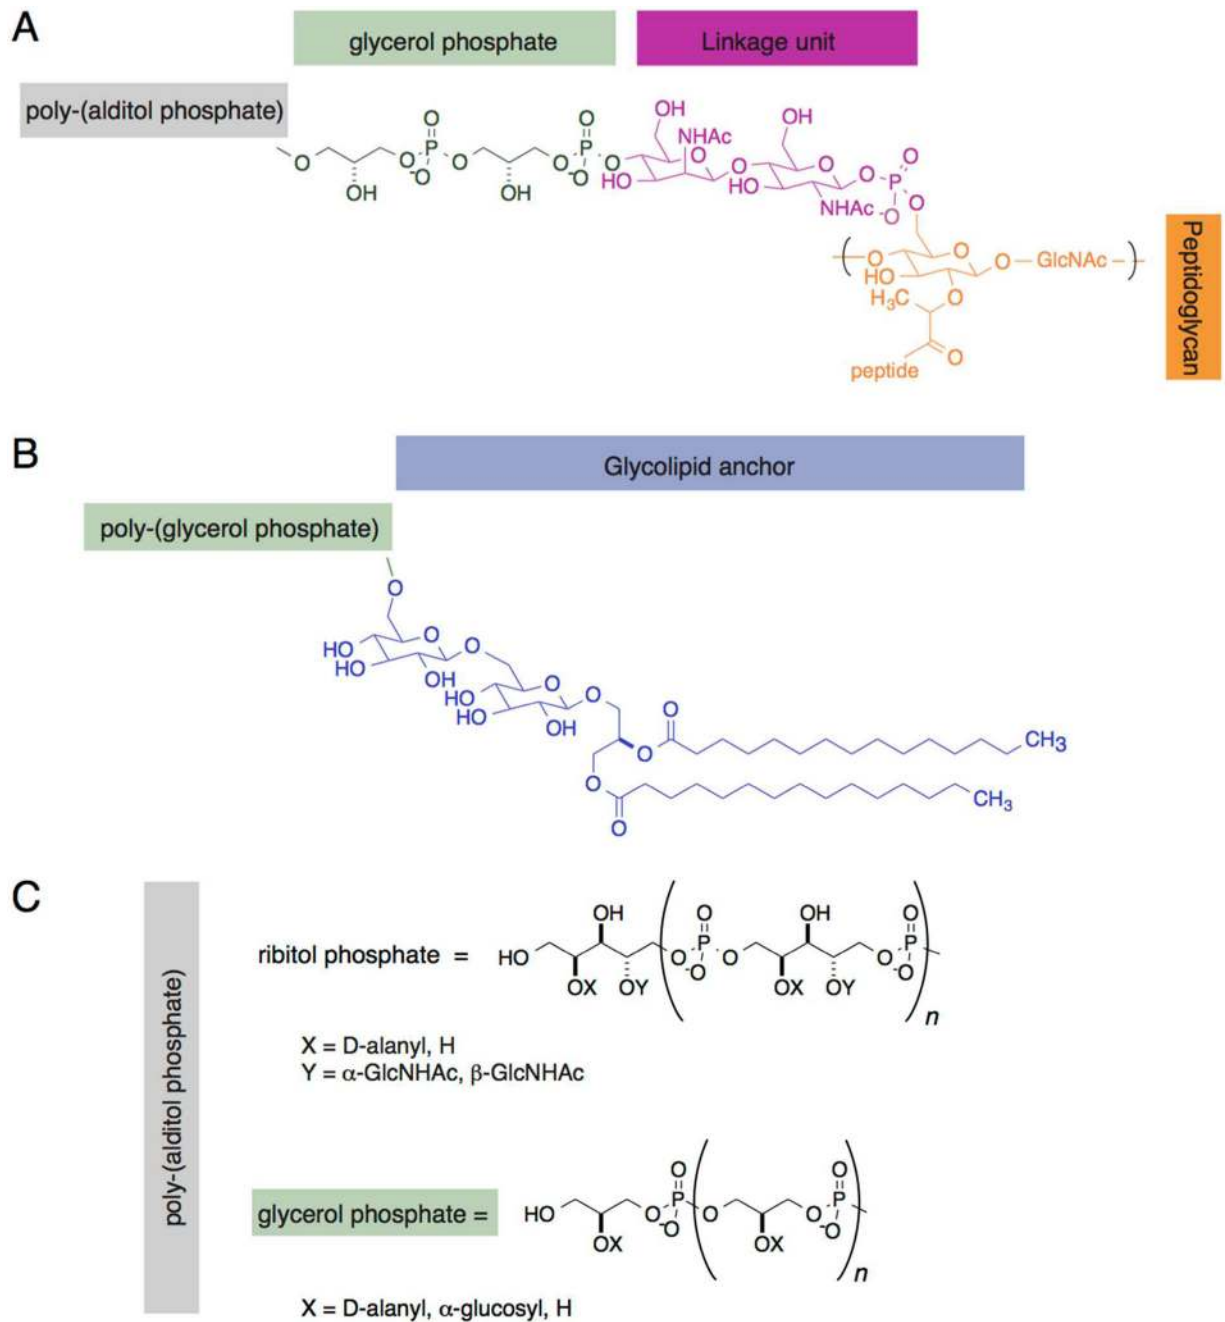 A
glycerol phosphate
Linkage unit
poly-(alditol phosphate)
O
OH
O
P
O
-O
O
OH
O
P
O
-O
O
OH
NHAc
O
HO
O
OH
O
HO
NHAc
O
P
O
-O
O
Peptidoglycan
O
HO
O
O
GlcNAc
H₃C
O
O
peptide
B
Glycolipid anchor
poly-(glycerol phosphate)
O
HO
HO
O
OH
O
HO
HO
O
OH
O
O
O
CH₃
O
O
CH₃
C
poly-(alditol phosphate)
ribitol phosphate =
HO
OH
OX
OY
O
O
P
-O
O
OH
OX
OY
O
O
P
-O
n
X = D-alanyl, H
Y = α-GlcNHAc, β-GlcNHAc
glycerol phosphate =
HO
OX
O
O
P
-O
O
OX
O
O
P
-O
n
X = D-alanyl, α-glucosyl, H